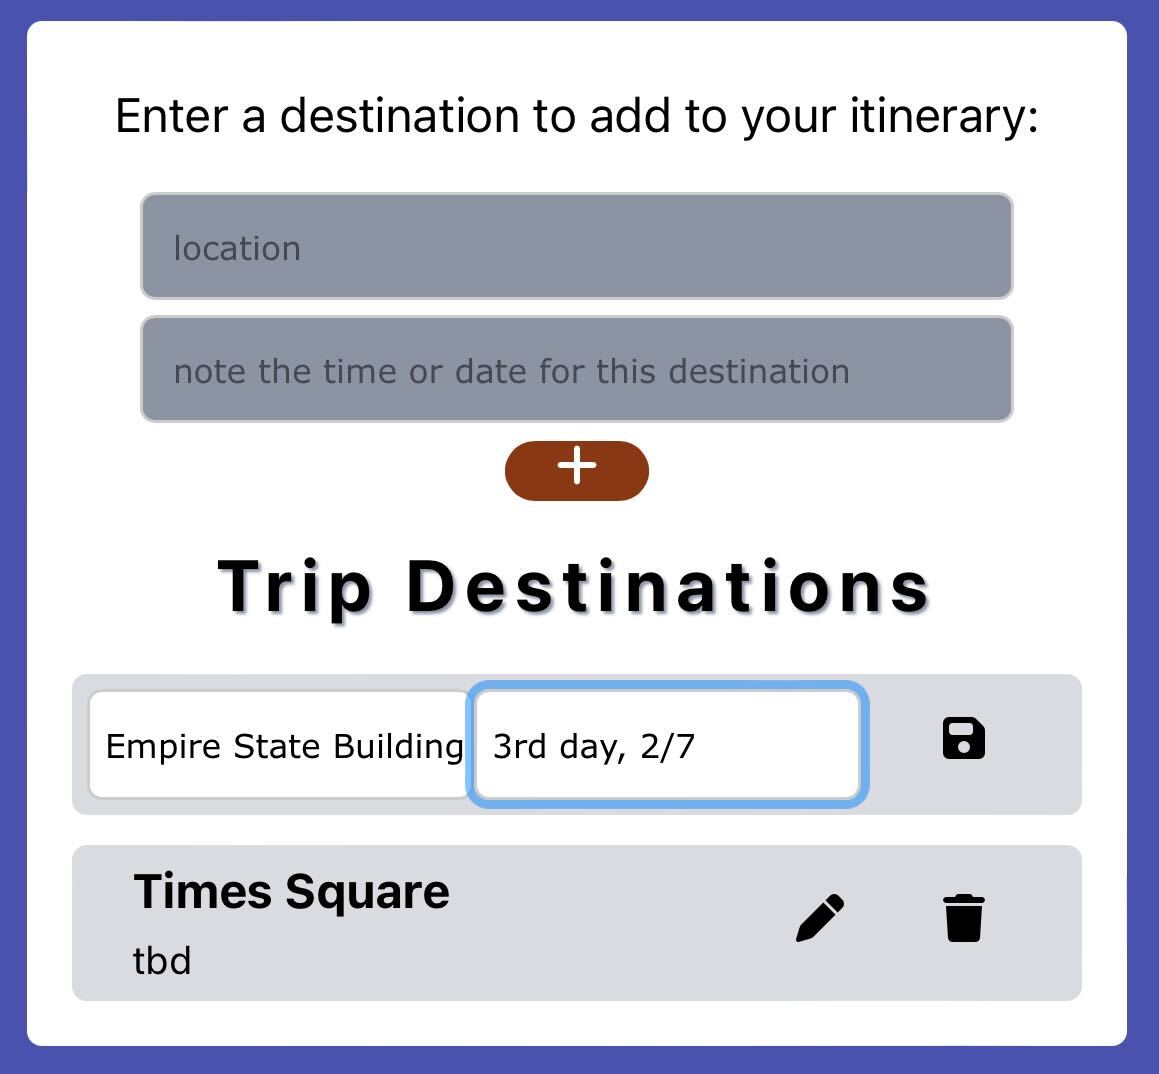 Enter a destination to add to your itinerary:
location
note the time or date for this destination
+
Trip Destinations
Empire State Building 3rd day, 2/7
Times Square
tbd